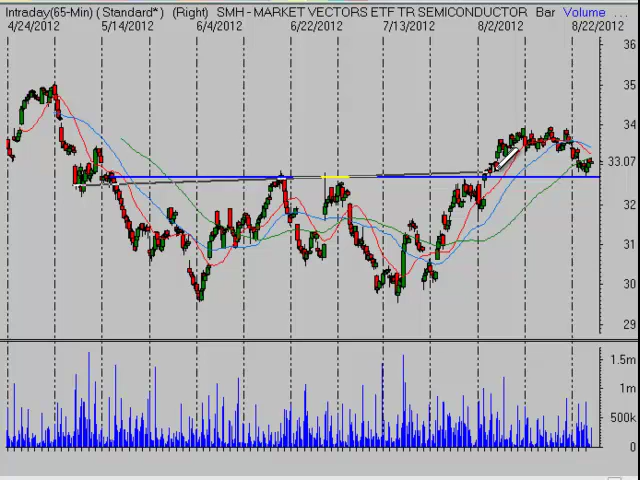 Intraday(65-Min) ( Standard* ) (Right) SMH - MARKET VECTORS ETF TR SEMICONDUCTOR Bar Volume ...
4/24/2012 5/14/2012 6/4/2012 6/22/2012 7/13/2012 8/2/2012 8/22/2012
36
35
34
33.07
32
31
30
29
1.5m
1m
500k
0